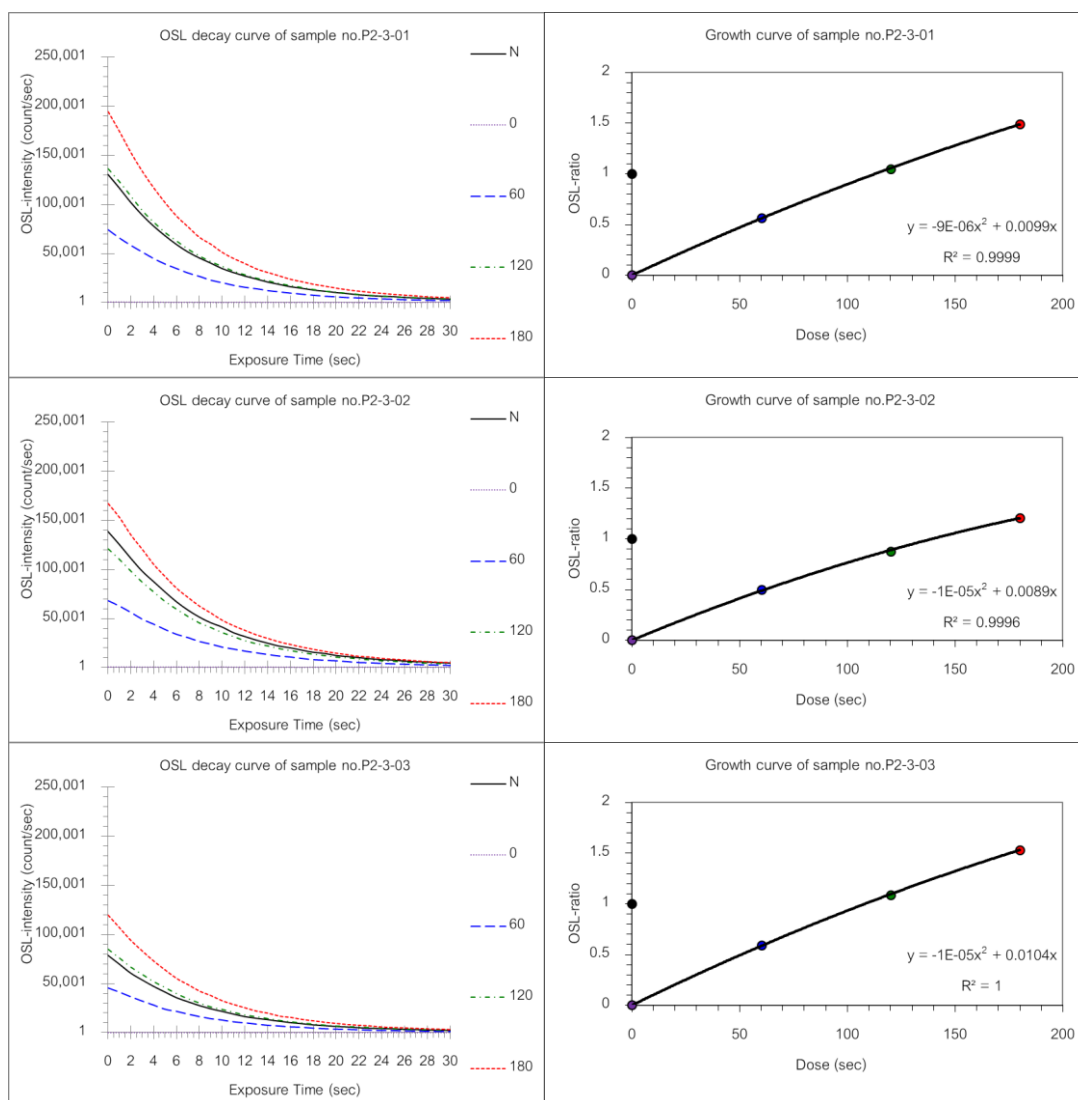 OSL decay curve of sample no.P2-3-01
OSL-intensity (count/sec)
250,001
200,001
150,001
100,001
50,001
1
0 2 4 6 8 10 12 14 16 18 20 22 24 26 28 30
Exposure Time (sec)
N
0
60
120
180
Growth curve of sample no.P2-3-01
OSL-ratio
2
1.5
1
0.5
0
0 50 100 150 200
Dose (sec)
y = -9E-06x² + 0.0099x
R² = 0.9999
OSL decay curve of sample no.P2-3-02
OSL-intensity (count/sec)
250,001
200,001
150,001
100,001
50,001
1
0 2 4 6 8 10 12 14 16 18 20 22 24 26 28 30
Exposure Time (sec)
N
0
60
120
180
Growth curve of sample no.P2-3-02
OSL-ratio
2
1.5
1
0.5
0
0 50 100 150 200
Dose (sec)
y = -1E-05x² + 0.0089x
R² = 0.9996
OSL decay curve of sample no.P2-3-03
OSL-intensity (count/sec)
250,001
200,001
150,001
100,001
50,001
1
0 2 4 6 8 10 12 14 16 18 20 22 24 26 28 30
Exposure Time (sec)
N
0
60
120
180
Growth curve of sample no.P2-3-03
OSL-ratio
2
1.5
1
0.5
0
0 50 100 150 200
Dose (sec)
y = -1E-05x² + 0.0104x
R² = 1